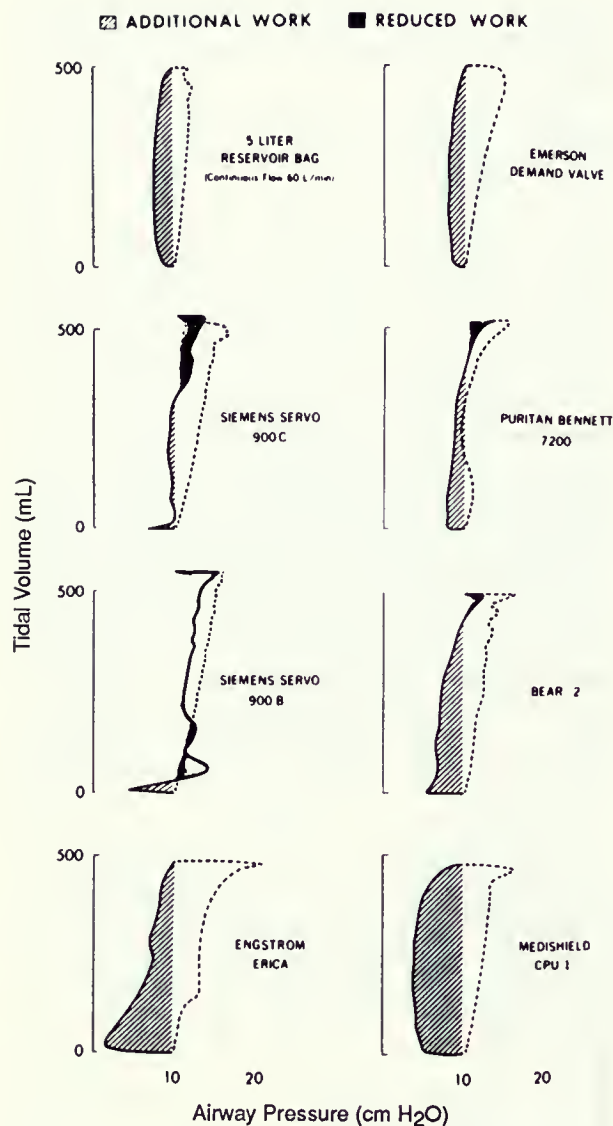 ADDITIONAL WORK REDUCED WORK
500
0
5 LITER
RESERVOIR BAG
(Continuous Flow 60 L/min)
EMERSON
DEMAND VALVE
500
0
SIEMENS SERVO
900C
PURITAN BENNETT
7200
500
0
SIEMENS SERVO
900 B
BEAR 2
500
0
ENGSTROM
ERICA
MEDISHIELD
CPU 1
10 20 10 20
Tidal Volume (mL)
Airway Pressure (cm H₂O)